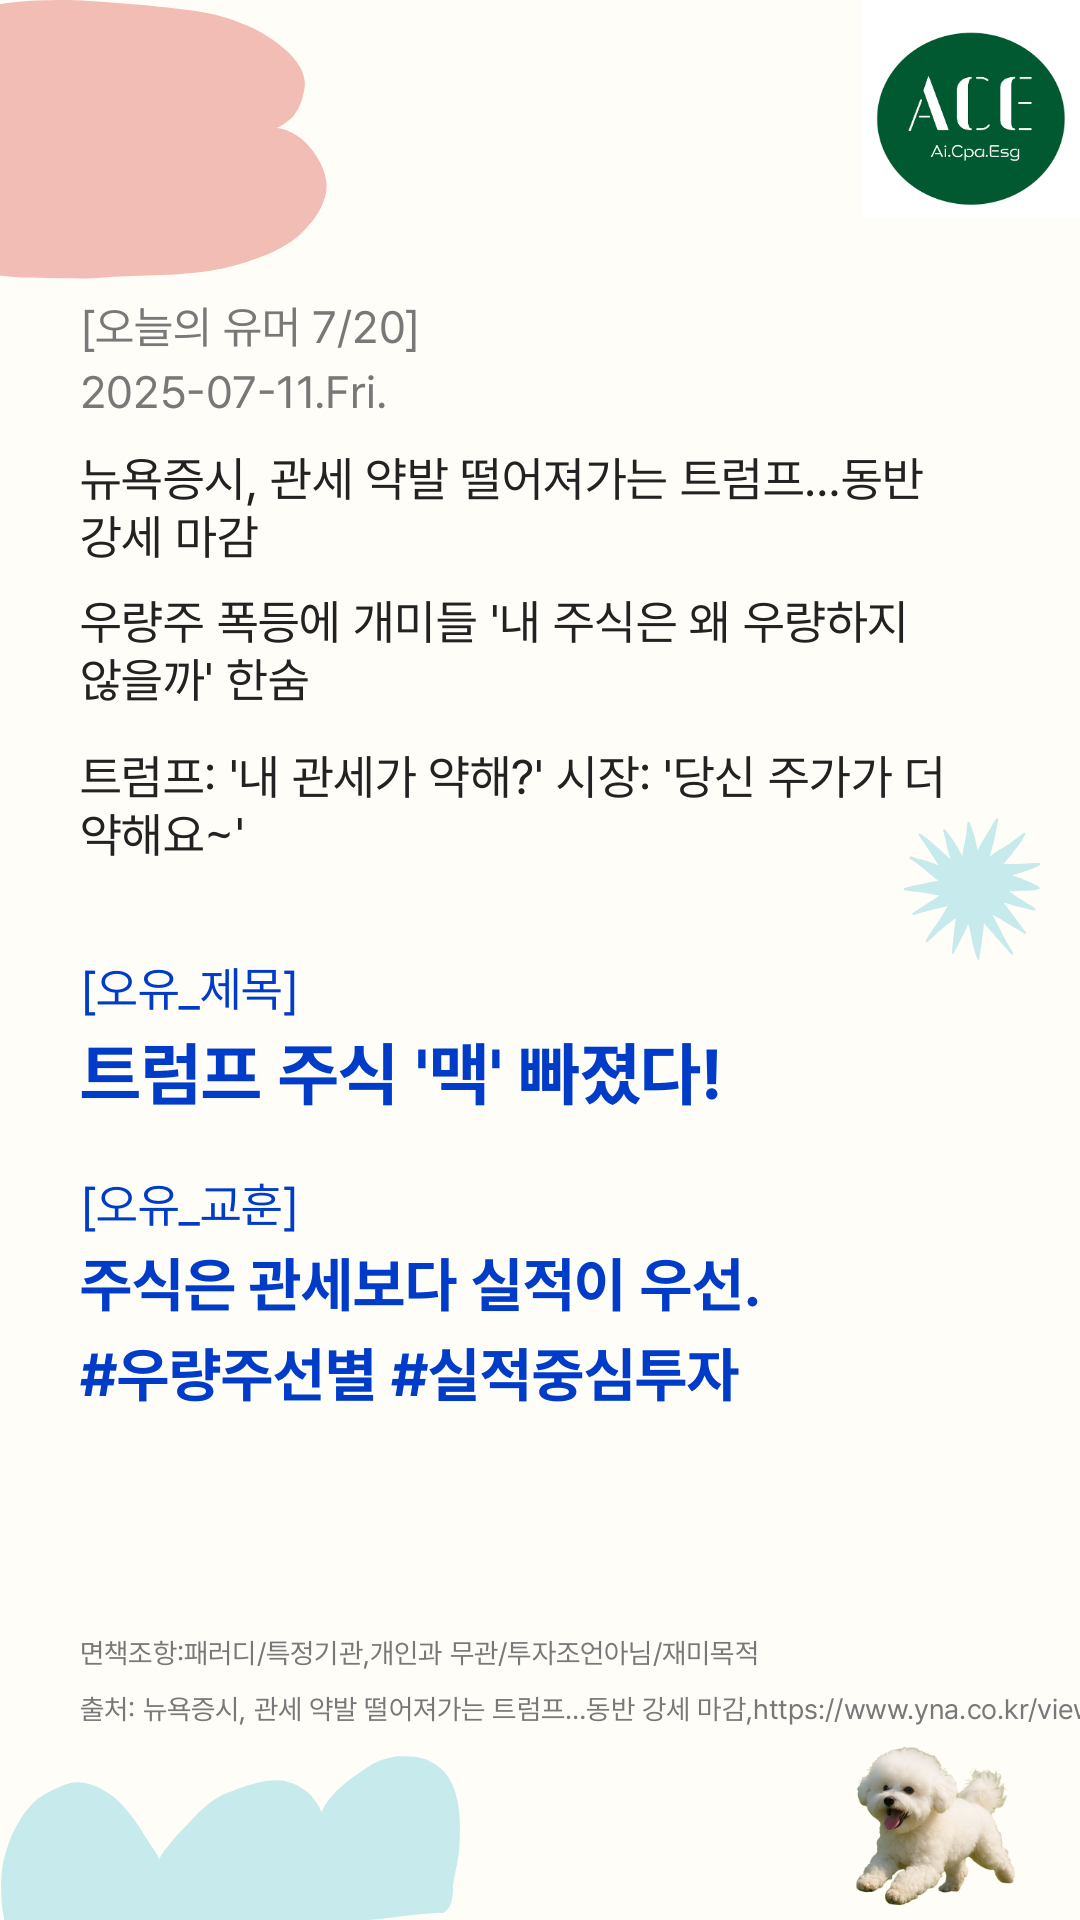 ACE
Ai.Cpa.Esg
[오늘의 유머 7/20]
2025-07-11.Fri.
뉴욕증시, 관세 약발 떨어져가는 트럼프…동반
강세 마감
우량주 폭등에 개미들 '내 주식은 왜 우량하지
않을까' 한숨
트럼프: '내 관세가 약해?' 시장: '당신 주가가 더
약해요~'
[오유_제목]
트럼프 주식 '맥' 빠졌다!
[오유_교훈]
주식은 관세보다 실적이 우선.
#우량주선별 #실적중심투자
면책조항:패러디/특정기관,개인과 무관/투자조언아님/재미목적
출처: 뉴욕증시, 관세 약발 떨어져가는 트럼프…동반 강세 마감,https://www.yna.co.kr/view